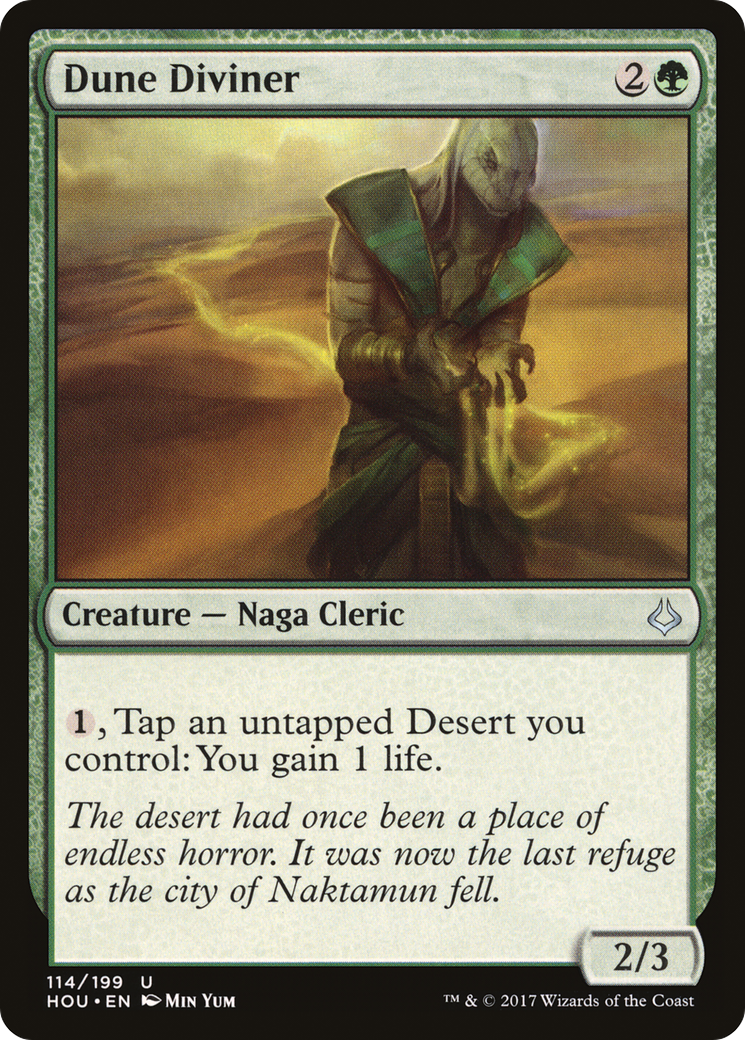 Dune Diviner 2
Creature — Naga Cleric
1, Tap an untapped Desert you
control: You gain 1 life.
The desert had once been a place of
endless horror. It was now the last refuge
as the city of Naktamun fell.
2/3
114/199 U
HOU • EN Min Yum
™ & © 2017 Wizards of the Coast